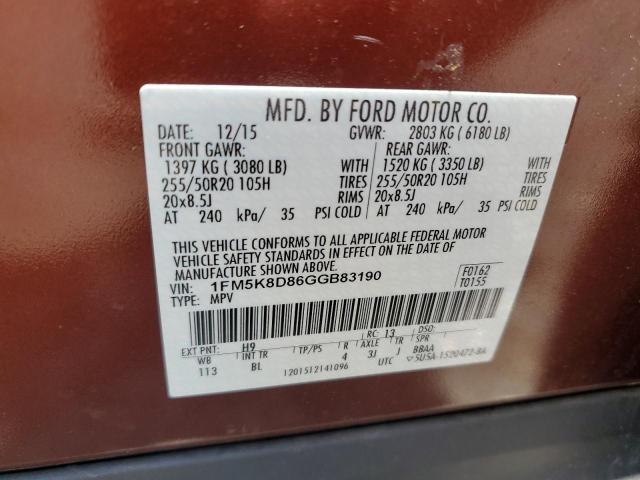 MFD. BY FORD MOTOR CO.
DATE: 12/15 GVWR: 2803 KG ( 6180 LB)
FRONT GAWR: REAR GAWR:
1397 KG ( 3080 LB) WITH 1520 KG ( 3350 LB) WITH
255/50R20 105H TIRES 255/50R20 105H TIRES
20x8.5J RIMS 20x8.5J RIMS
AT 240 kPa/ 35 PSI COLD AT 240 kPa/ 35 PSI COLD
THIS VEHICLE CONFORMS TO ALL APPLICABLE FEDERAL MOTOR
VEHICLE SAFETY STANDARDS IN EFFECT ON THE DATE OF
MANUFACTURE SHOWN ABOVE.
VIN: 1FM5K8D86GGB83190 F0162
TYPE: MPV T0155
EXT PNT: H9 RC: 13 DSO:
WB INT TR TP/PS R AXLE TR SPR
113 BL 4 3J J BBAA
1201512141096 UTC 5U5A-1520472-BA